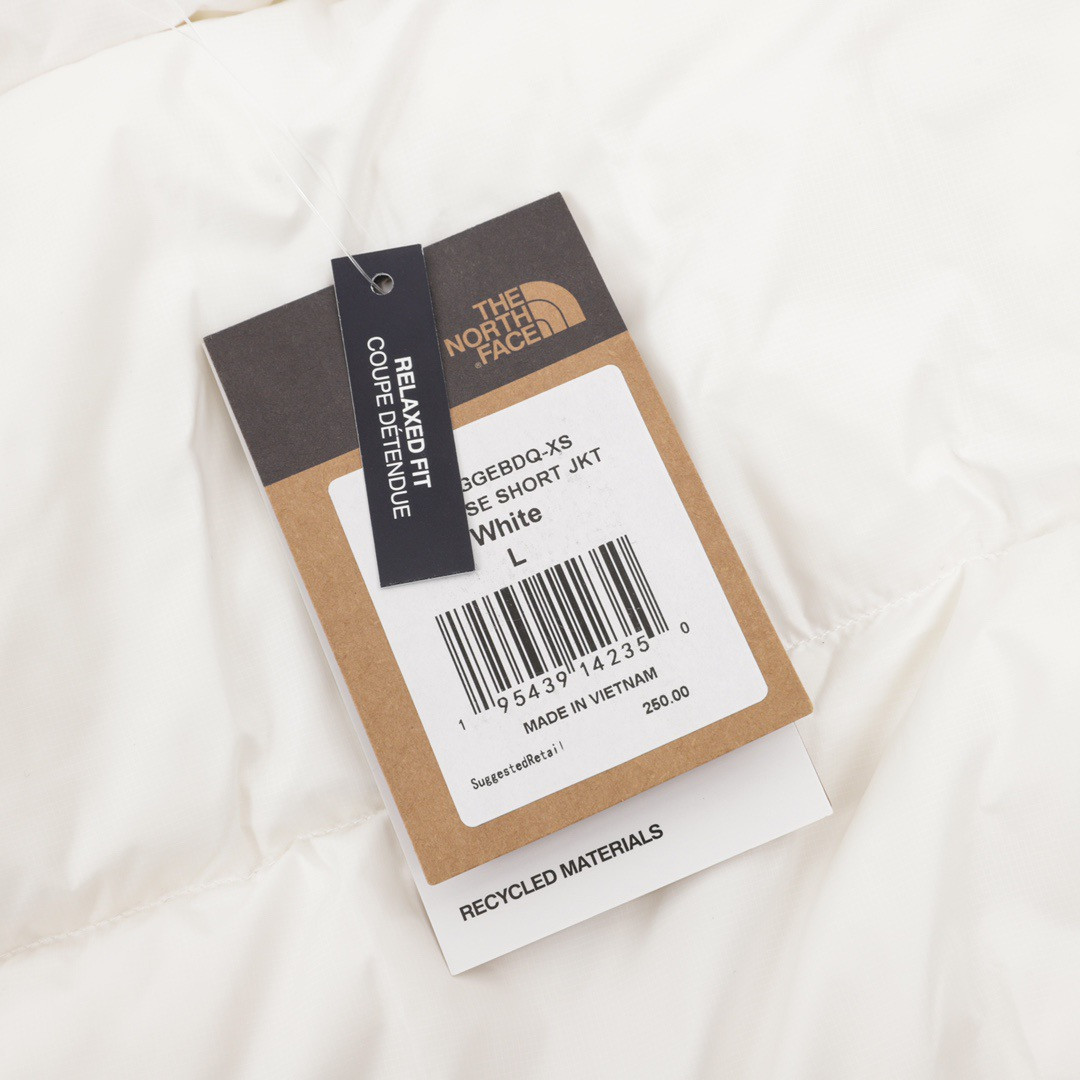 THE
NORTH
FACE
®
RELAXED FIT
COUPE DÉTENDUE
GGEBDQ-XS
SE SHORT JKT
White
L
1 95439 14235 0
MADE IN VIETNAM
250.00
SuggestedRetail
RECYCLED MATERIALS